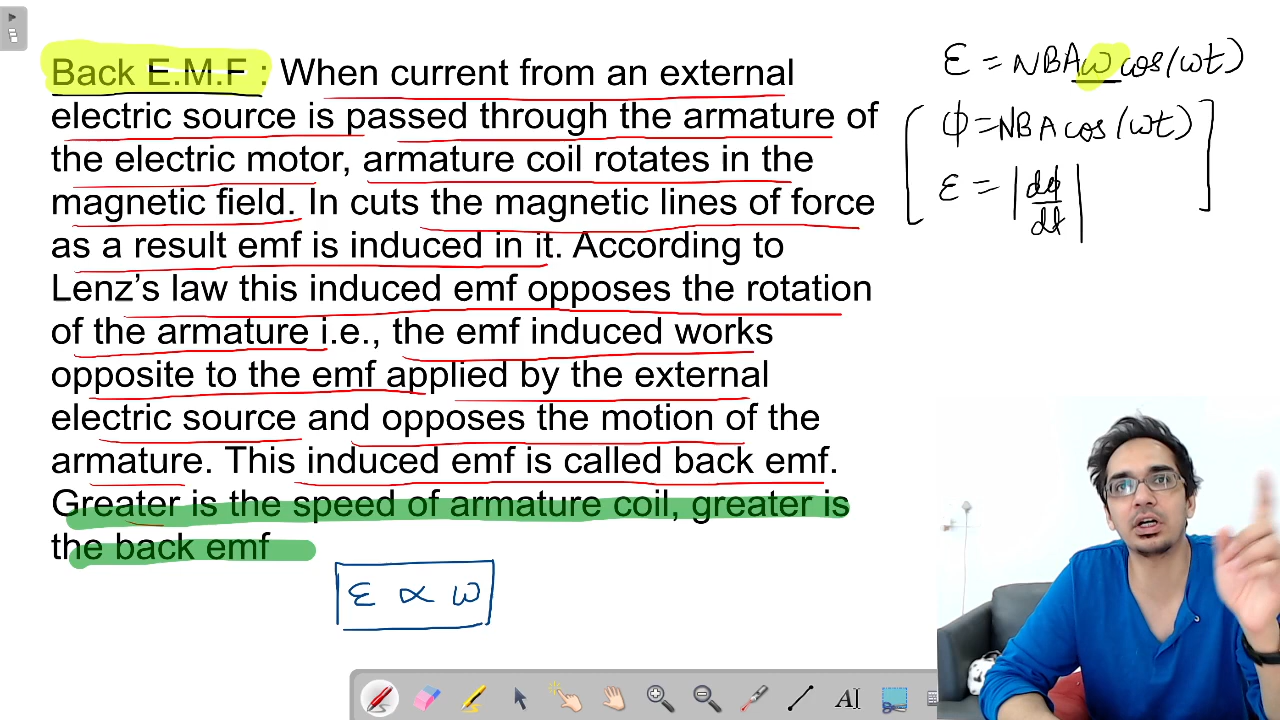 Back E.M.F : When current from an external
electric source is passed through the armature of
the electric motor, armature coil rotates in the
magnetic field. In cuts the magnetic lines of force
as a result emf is induced in it. According to
Lenz’s law this induced emf opposes the rotation
of the armature i.e., the emf induced works
opposite to the emf applied by the external
electric source and opposes the motion of the
armature. This induced emf is called back emf.
Greater is the speed of armature coil, greater is
the back emf
ε ∝ ω
ε = NBAω cos(ωt)
ϕ = NBA cos(ωt)
ε = |dϕ/dt|
AI